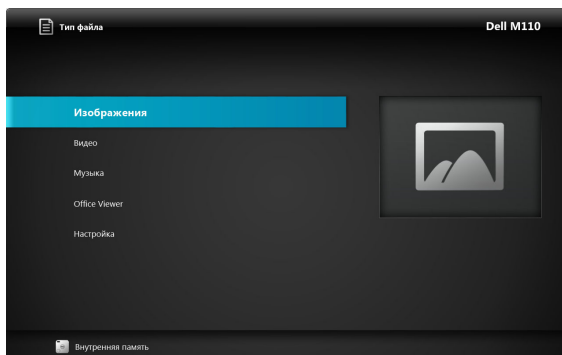 Тип файла
Dell M110
Изображения
Видео
Музыка
Office Viewer
Настройка
Внутренняя память